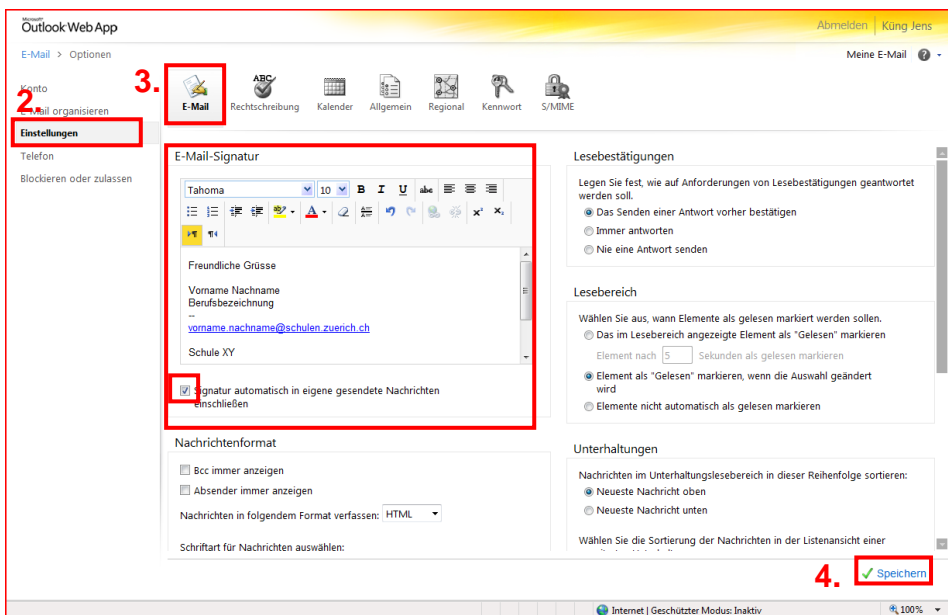 Microsoft®
Outlook Web App
Abmelden | Küng Jens
E-Mail > Optionen
Meine E-Mail
3.
Konto
2.
E-Mail organisieren
Einstellungen
Telefon
Blockieren oder zulassen
E-Mail
ABC
Rechtschreibung
Kalender
Allgemein
Regional
Kennwort
S/MIME
E-Mail-Signatur
Tahoma 10 B I U abc
ab A x² x₂
Freundliche Grüsse
Vorname Nachname
Berufsbezeichnung
--
vorname.nachname@schulen.zuerich.ch
Schule XY
Signatur automatisch in eigene gesendete Nachrichten
einschließen
Nachrichtenformat
Bcc immer anzeigen
Absender immer anzeigen
Nachrichten in folgendem Format verfassen: HTML
Schriftart für Nachrichten auswählen:
Lesebestätigungen
Legen Sie fest, wie auf Anforderungen von Lesebestätigungen geantwortet
werden soll.
Das Senden einer Antwort vorher bestätigen
Immer antworten
Nie eine Antwort senden
Lesebereich
Wählen Sie aus, wann Elemente als gelesen markiert werden sollen.
Das im Lesebereich angezeigte Element als "Gelesen" markieren
Element nach 5 Sekunden als gelesen markieren
Element als "Gelesen" markieren, wenn die Auswahl geändert
wird
Elemente nicht automatisch als gelesen markieren
Unterhaltungen
Nachrichten im Unterhaltungslesebereich in dieser Reihenfolge sortieren:
Neueste Nachricht oben
Neueste Nachricht unten
Wählen Sie die Sortierung der Nachrichten in der Listenansicht einer
4.
Speichern
Internet | Geschützter Modus: Inaktiv
100%